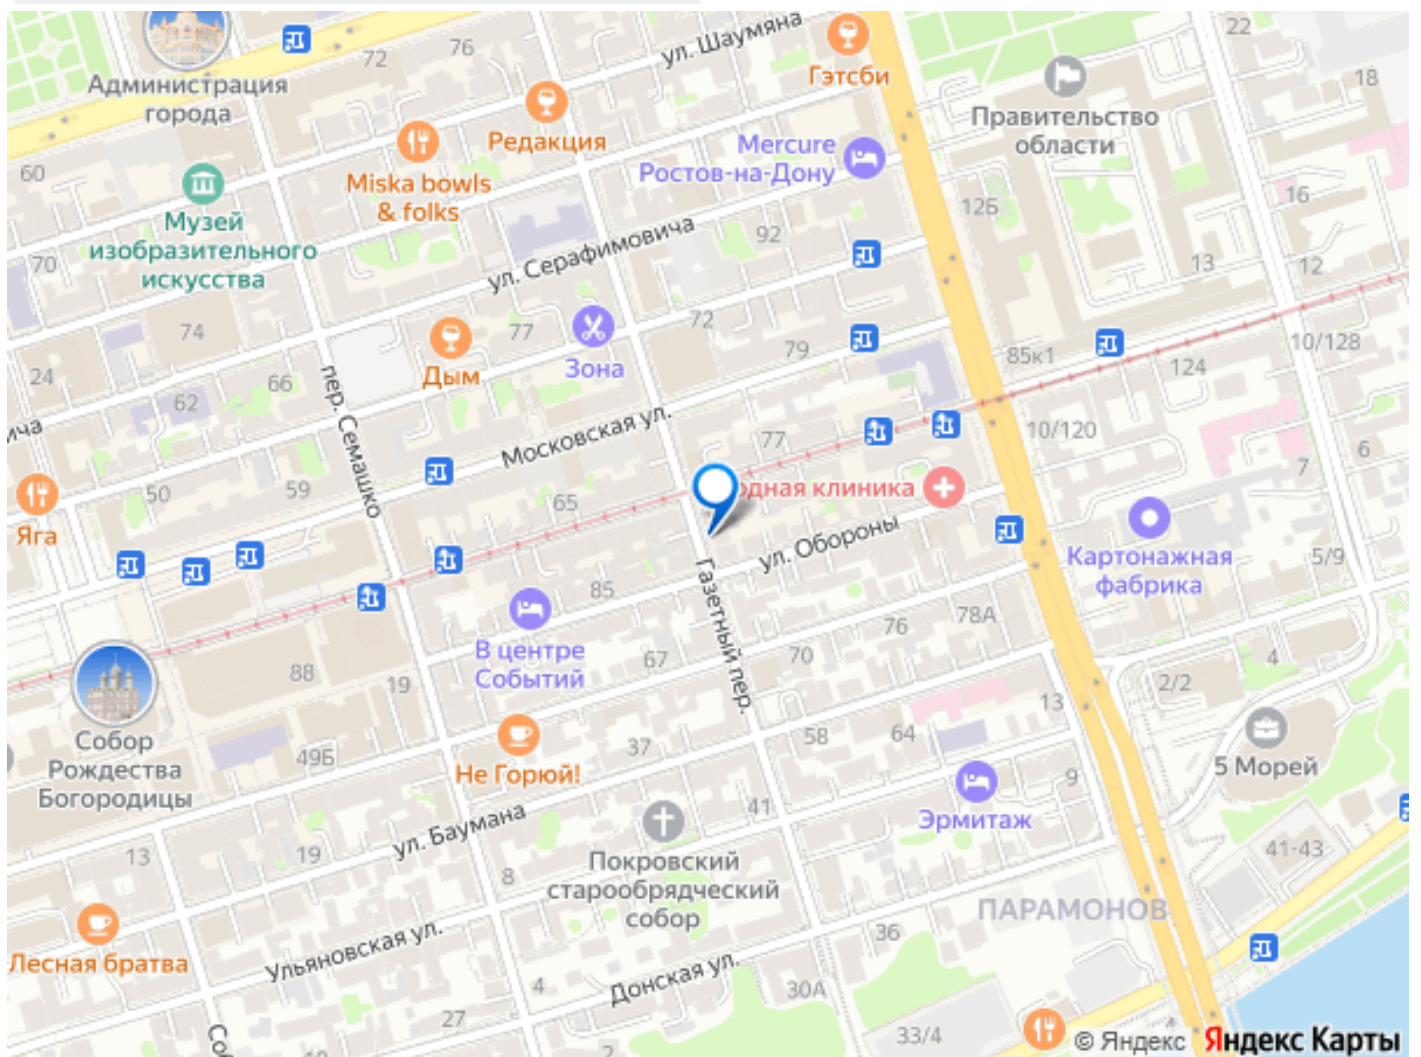 22
ул. Шаумяна
76
72
Гэтсби
18
Администрация
города
Правительство
области
Редакция
Mercure
Ростов-на-Дону
60
Miska bowls
& folks
16
12Б
Музей
изобразительного
искусства
92
ул. Серафимовича
70
13
12
74
77
72
79
10/128
85к1
Зона
24
Дым
66
124
62
ича
пер. Семашко
Московская ул.
10/120
77
6
7
59
50
65
одная клиника
Яга
ул. Обороны
Картонажная
фабрика
5/9
85
Газетный пер.
78А
76
В центре
Событий
67
70
4
88
19
2/2
13
Собор
Рождества
Богородицы
49Б
37
58
64
5 Морей
Не Горюй!
9
41
Эрмитаж
ул. Баумана
13
19
Покровский
старообрядческий
собор
41-43
8
ПАРАМОНОВ
36
Ульяновская ул.
Лесная братва
Донская ул.
4
30А
27
33/4
Соб
2
© Яндекс Яндекс Карты